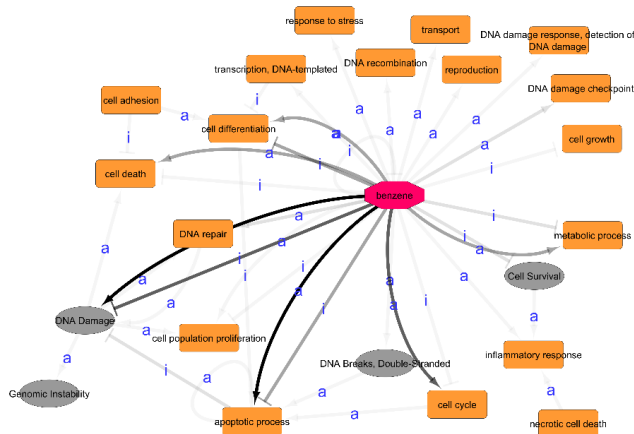 response to stress
transport
DNA damage response, detection of
DNA damage
transcription, DNA-templated
DNA recombination
reproduction
DNA damage checkpoint
cell adhesion
cell differentiation
cell growth
cell death
benzene
DNA repair
metabolic process
Cell Survival
DNA Damage
cell population proliferation
DNA Breaks, Double-Stranded
inflammatory response
Genomic Instability
apoptotic process
cell cycle
necrotic cell death
a
a
a
a
i
a
a
a
a
a
i
a
i
i
a
a
i
i
a
i
a
i
a
i
a
a
i
a
i
a
a
a
a
i
a
a
a
a
a